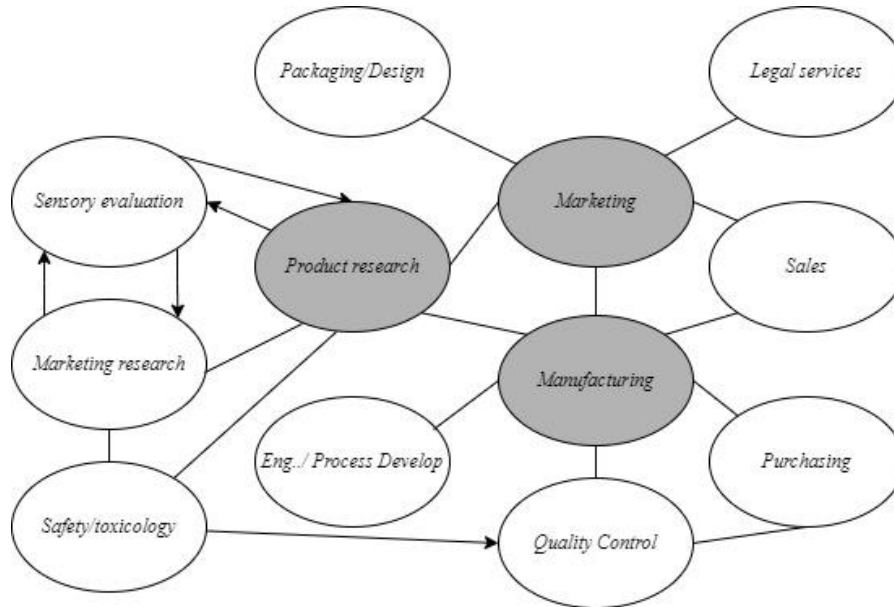 Packaging/Design
Legal services
Sensory evaluation
Marketing
Product research
Sales
Marketing research
Manufacturing
Eng../ Process Develop
Purchasing
Safety/toxicology
Quality Control